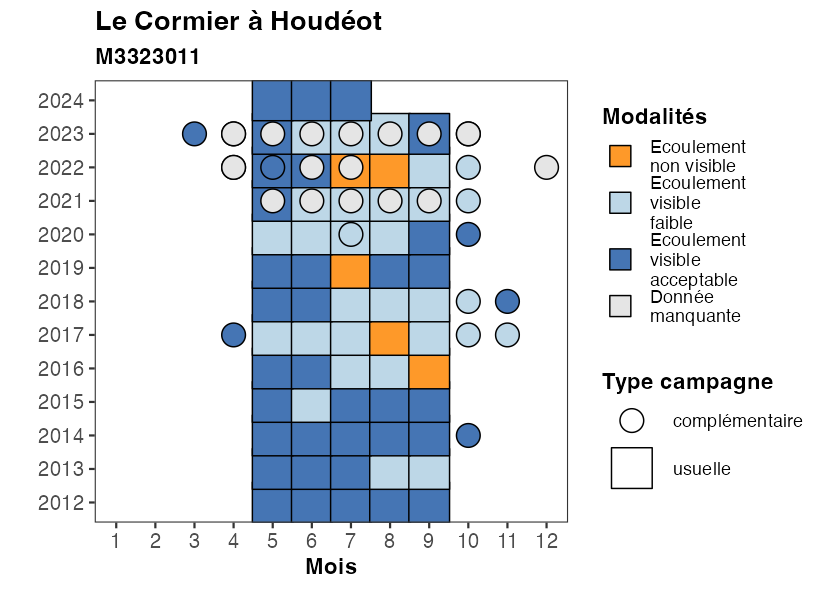 Le Cormier à Houdéot
M3323011
2024
2023
2022
2021
2020
2019
2018
2017
2016
2015
2014
2013
2012
1 2 3 4 5 6 7 8 9 10 11 12
Mois
Modalités
Ecoulement
non visible
Ecoulement
visible
faible
Ecoulement
visible
acceptable
Donnée
manquante
Type campagne
complémentaire
usuelle